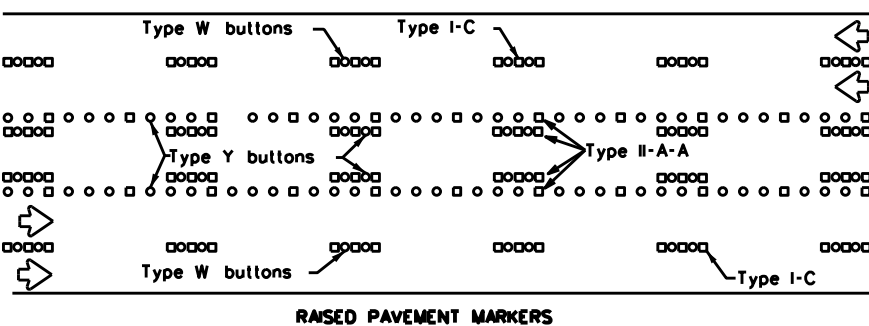 Type W buttons
Type I-C
Type Y buttons
Type II-A-A
Type W buttons
Type I-C
RAISED PAVEMENT MARKERS